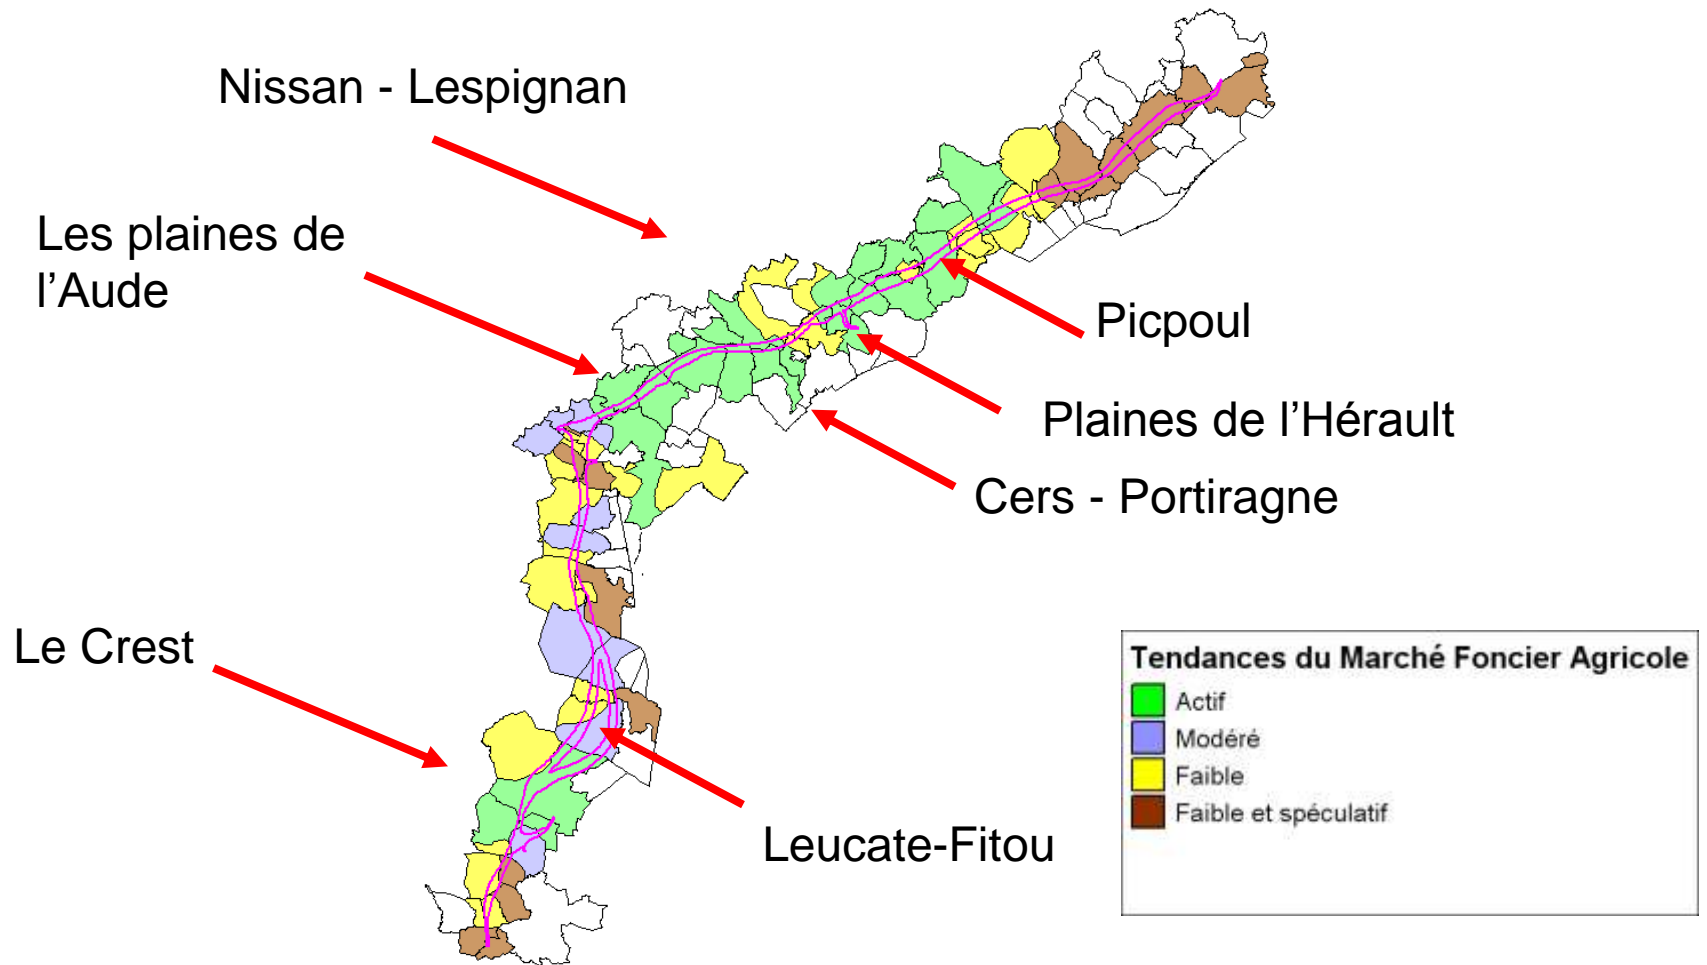 Nissan - Lespignan
Les plaines de
l’Aude
Picpoul
Plaines de l’Hérault
Cers - Portiragne
Le Crest
Leucate-Fitou
Tendances du Marché Foncier Agricole
Actif
Modéré
Faible
Faible et spéculatif